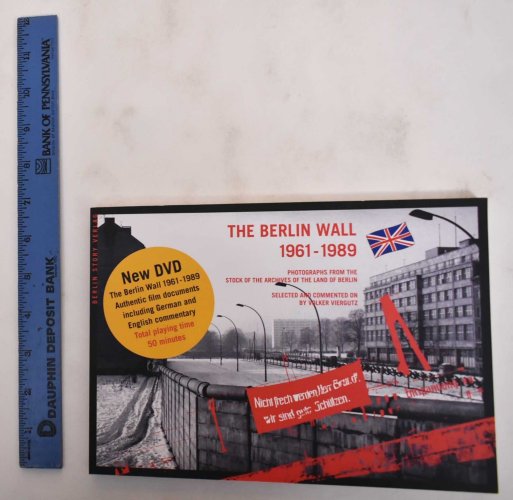 BANK OF PENNSYLVANIA
DAUPHIN DEPOSIT BANK
BERLIN STORY VERLAG
THE BERLIN WALL
1961-1989
PHOTOGRAPHS FROM THE
STOCK OF THE ARCHIVES OF THE LAND OF BERLIN
SELECTED AND COMMENTED ON
BY VOLKER VIERGUTZ
New DVD
The Berlin Wall 1961-1989
Authentic film documents
including German and
English commentary
Total playing time
50 minutes
Nicht frech werden Herr
wir sind gute Schützen.